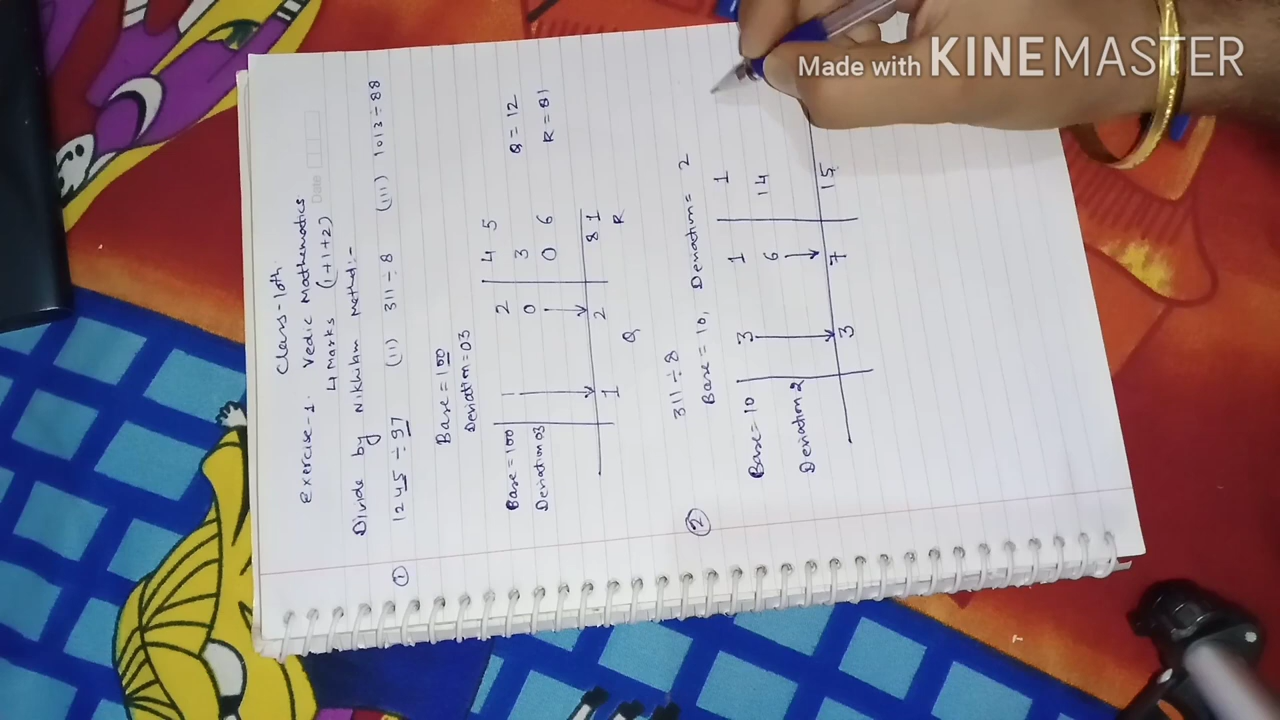 Made with KINEMASTER
Date
Class-10th
Exercise-1. Vedic Mathematics
4 Marks (1+1+2)
Divide by Nikhilam Method:-
① 1245 ÷ 97 (ii) 311 ÷ 8 (iii) 1013 ÷ 88
Base = 100
Deviation = 03
Base = 100 1 2 4 5
Deviation 03 0 3 Q = 12
0 6 R = 81
1 2 8 1
Q R
② 311 ÷ 8
Base = 10, Deviation = 2
Base = 10 3 1 1
Deviation 2 6 14
3 7 15